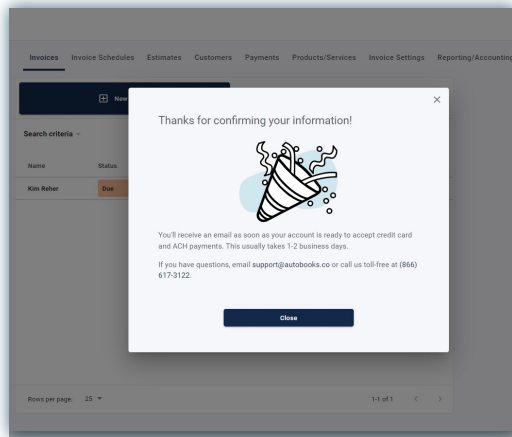 Invoices Invoice Schedules Estimates Customers Payments Products/Services Invoice Settings Reporting/Accounting
New
Search criteria
Name Status
Kim Reher Due
Thanks for confirming your information!
You'll receive an email as soon as your account is ready to accept credit card
and ACH payments. This usually takes 1-2 business days.
If you have questions, email support@autobooks.co or call us toll-free at (866)
617-3122.
Close
Rows per page: 25 1-1 of 1